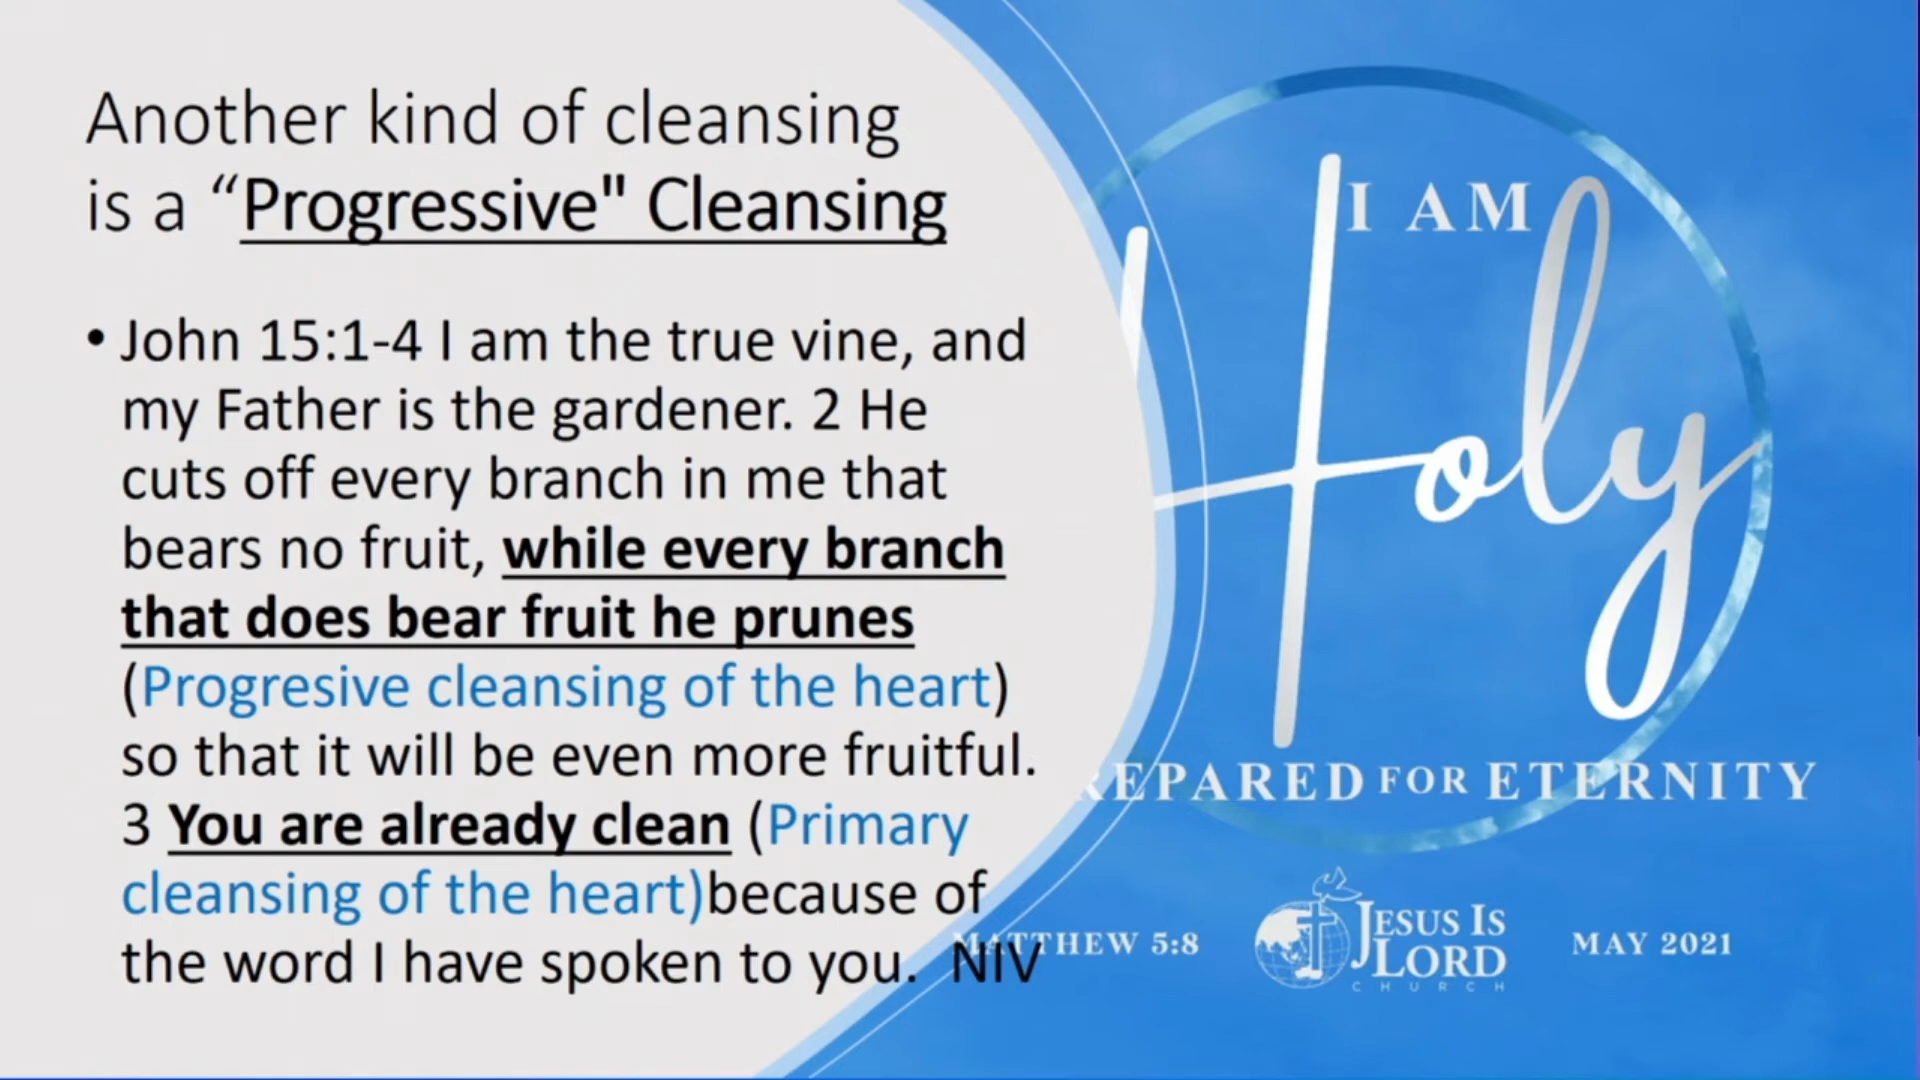 Another kind of cleansing
is a “Progressive" Cleansing
• John 15:1-4 I am the true vine, and
my Father is the gardener. 2 He
cuts off every branch in me that
bears no fruit, while every branch
that does bear fruit he prunes
(Progresive cleansing of the heart)
so that it will be even more fruitful.
3 You are already clean (Primary
cleansing of the heart)because of
the word I have spoken to you. NIV
I AM
Holy
REPARED FOR ETERNITY
MATTHEW 5:8
JESUS IS
LORD
CHURCH
MAY 2021